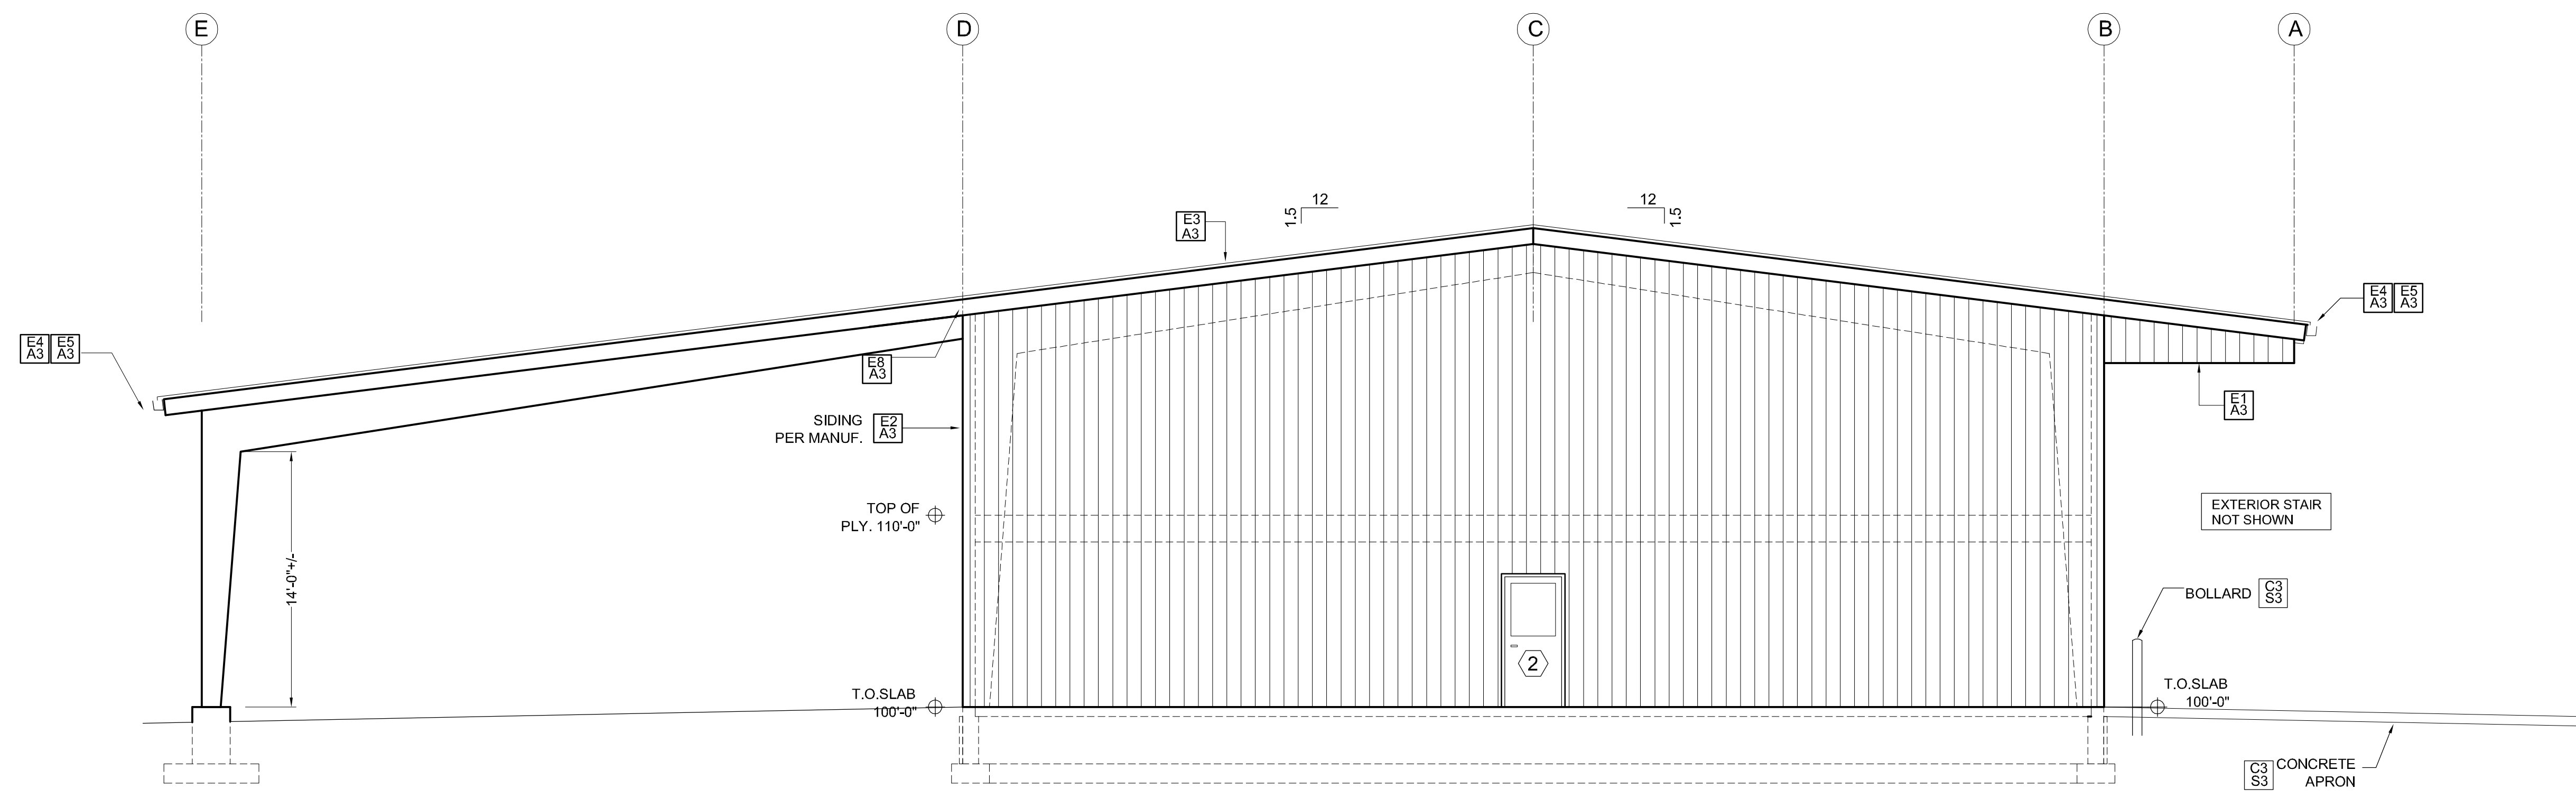 E
D
C
B
A
12
1.5
12
1.5
E3
A3
E4
A3
E5
A3
E4
A3
E5
A3
E8
A3
E1
A3
SIDING
PER MANUF.
E2
A3
TOP OF
PLY. 110'-0"
EXTERIOR STAIR
NOT SHOWN
14'-0"+/-
BOLLARD
C3
S3
2
T.O.SLAB
100'-0"
T.O.SLAB
100'-0"
C3
S3
CONCRETE
APRON